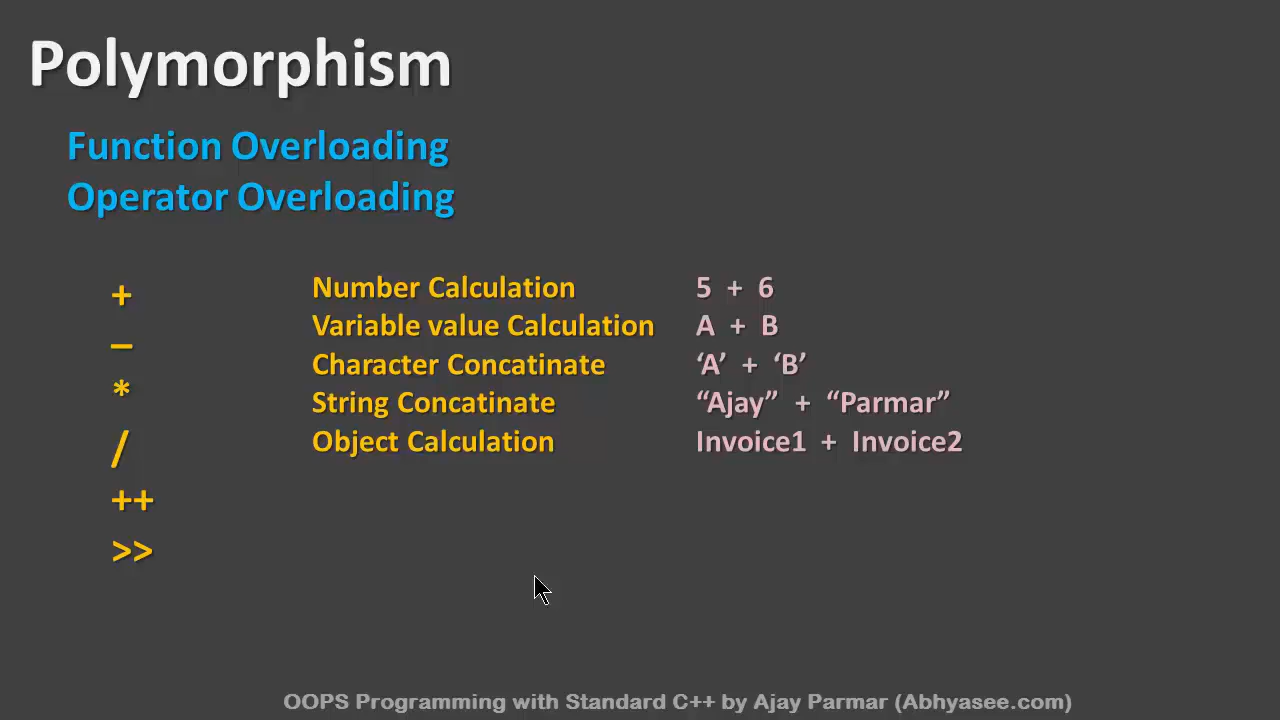 Polymorphism
Function Overloading
Operator Overloading
+
–
*
/
++
>>
Number Calculation 5 + 6
Variable value Calculation A + B
Character Concatinate ‘A’ + ‘B’
String Concatinate “Ajay” + “Parmar”
Object Calculation Invoice1 + Invoice2
OOPS Programming with Standard C++ by Ajay Parmar (Abhyasee.com)